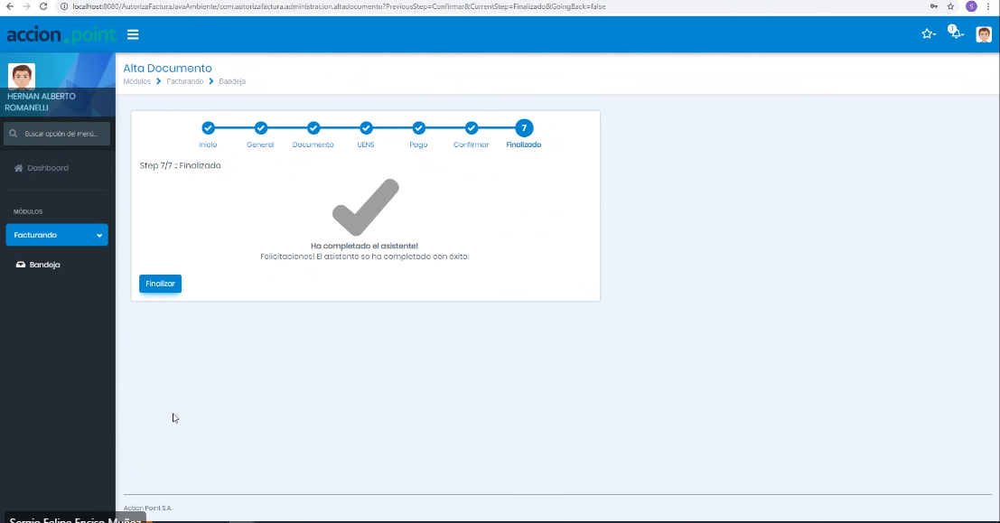 localhost:8080/AutorizaFacturaJavaAmbiente/com.autorizafactura.administracion.altadocumento?PreviousStep=Confirmar&CurrentStep=Finalizado&GoingBack=false
S
accion.point
1
HERNAN ALBERTO
ROMANELLI
Buscar opción del menú...
Dashboard
MÓDULOS
Facturando
Bandeja
Alta Documento
Módulos
Facturando
Bandeja
7
Inicio
General
Documento
UENS
Pago
Confirmar
Finalizado
Step 7/7 :: Finalizado
Ha completado el asistente!
Felicitaciones! El asistente se ha completado con éxito.
Finalizar
Action Point S.A.
Sergio Felipe Enciso Muñoz